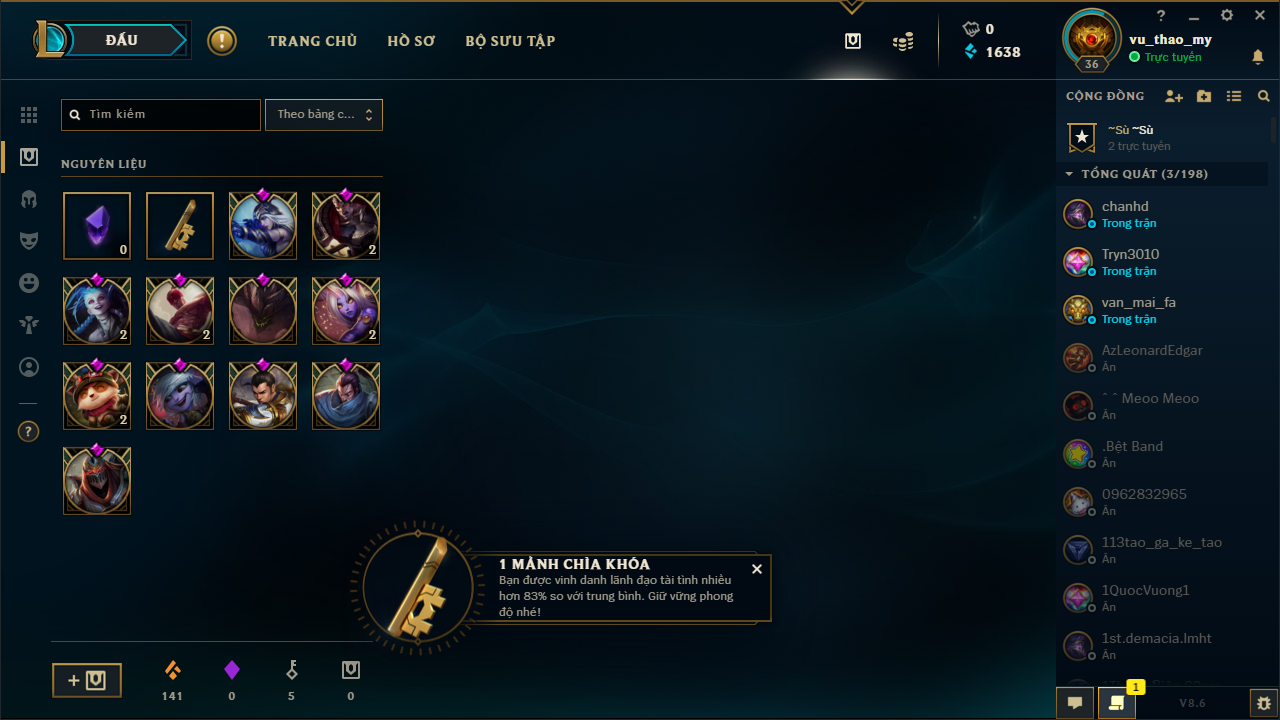 ĐẤU
!
TRANG CHỦ
HỒ SƠ
BỘ SƯU TẬP
0
1638
?
36
vu_thao_my
Trực tuyến
Tìm kiếm
Theo bảng c...
NGUYÊN LIỆU
0
2
2
2
2
2
?
1 MẢNH CHÌA KHÓA
Bạn được vinh danh lãnh đạo tài tình nhiều
hơn 83% so với trung bình. Giữ vững phong
độ nhé!
141
0
5
0
CỘNG ĐỒNG
~Sù ~Sù
2 trực tuyến
TỔNG QUÁT (3/198)
chanhd
Trong trận
Tryn3010
Trong trận
van_mai_fa
Trong trận
AzLeonardEdgar
Ẩn
^ ^ Meoo Meoo
Ẩn
.Bệt Band
Ẩn
0962832965
Ẩn
113tao_ga_ke_tao
Ẩn
1QuocVuong1
Ẩn
1st.demacia.lmht
Ẩn
1
V8.6